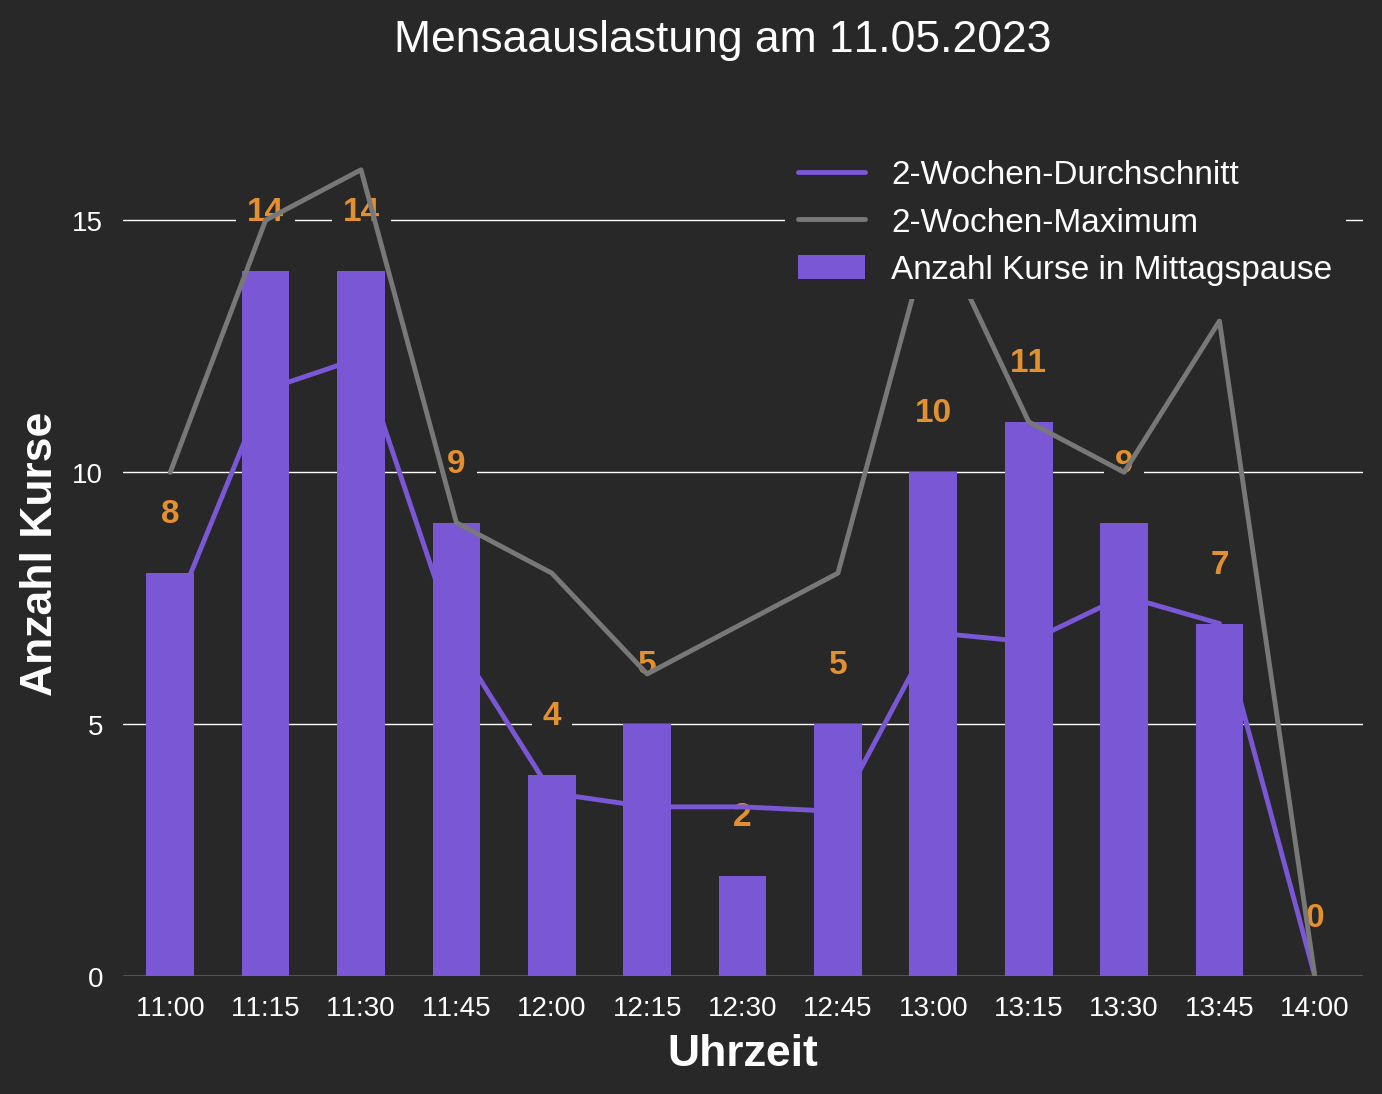 Mensaauslastung am 11.05.2023
2-Wochen-Durchschnitt
2-Wochen-Maximum
Anzahl Kurse in Mittagspause
Anzahl Kurse
15
10
5
0
8
14
14
9
4
5
2
5
10
11
9
7
0
11:00 11:15 11:30 11:45 12:00 12:15 12:30 12:45 13:00 13:15 13:30 13:45 14:00
Uhrzeit